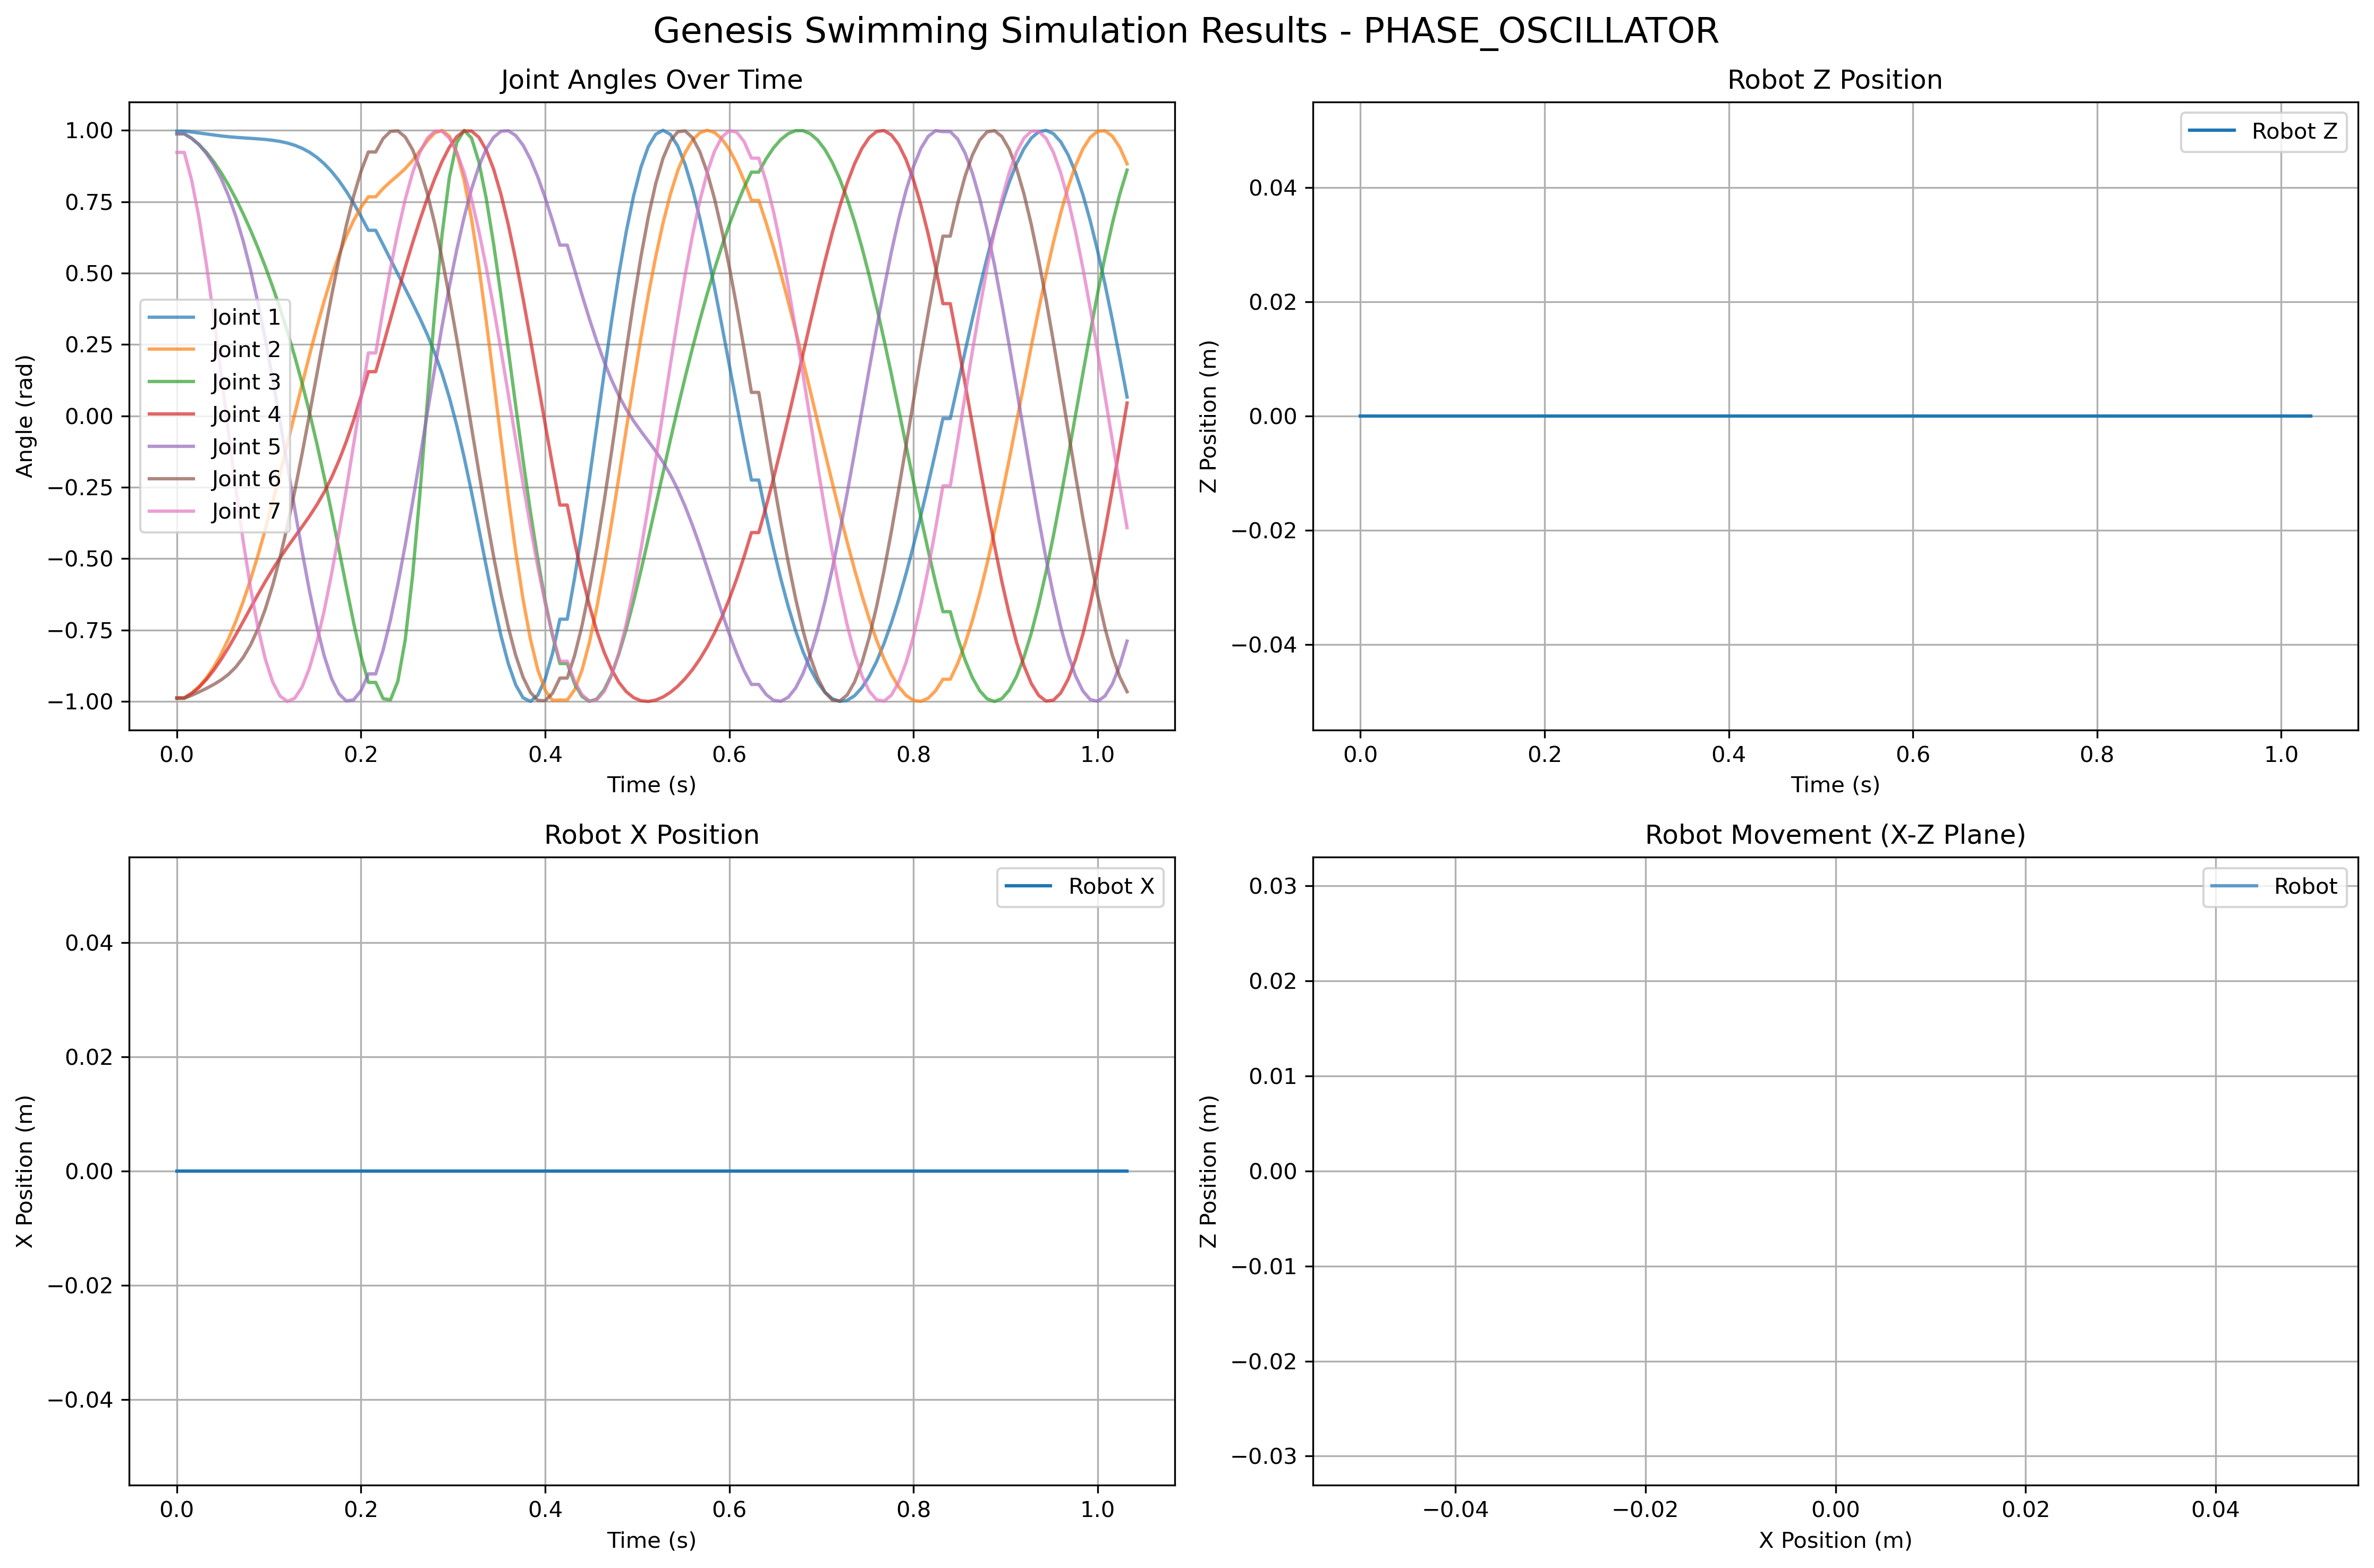 Genesis Swimming Simulation Results - PHASE_OSCILLATOR
Joint Angles Over Time
1.00
0.75
0.50
0.25
0.00
−0.25
−0.50
−0.75
−1.00
Angle (rad)
Joint 1
Joint 2
Joint 3
Joint 4
Joint 5
Joint 6
Joint 7
0.0 0.2 0.4 0.6 0.8 1.0
Time (s)
Robot Z Position
Robot Z
0.04
0.02
0.00
−0.02
−0.04
Z Position (m)
0.0 0.2 0.4 0.6 0.8 1.0
Time (s)
Robot X Position
Robot X
0.04
0.02
0.00
−0.02
−0.04
X Position (m)
0.0 0.2 0.4 0.6 0.8 1.0
Time (s)
Robot Movement (X-Z Plane)
Robot
0.03
0.02
0.01
0.00
−0.01
−0.02
−0.03
Z Position (m)
−0.04 −0.02 0.00 0.02 0.04
X Position (m)